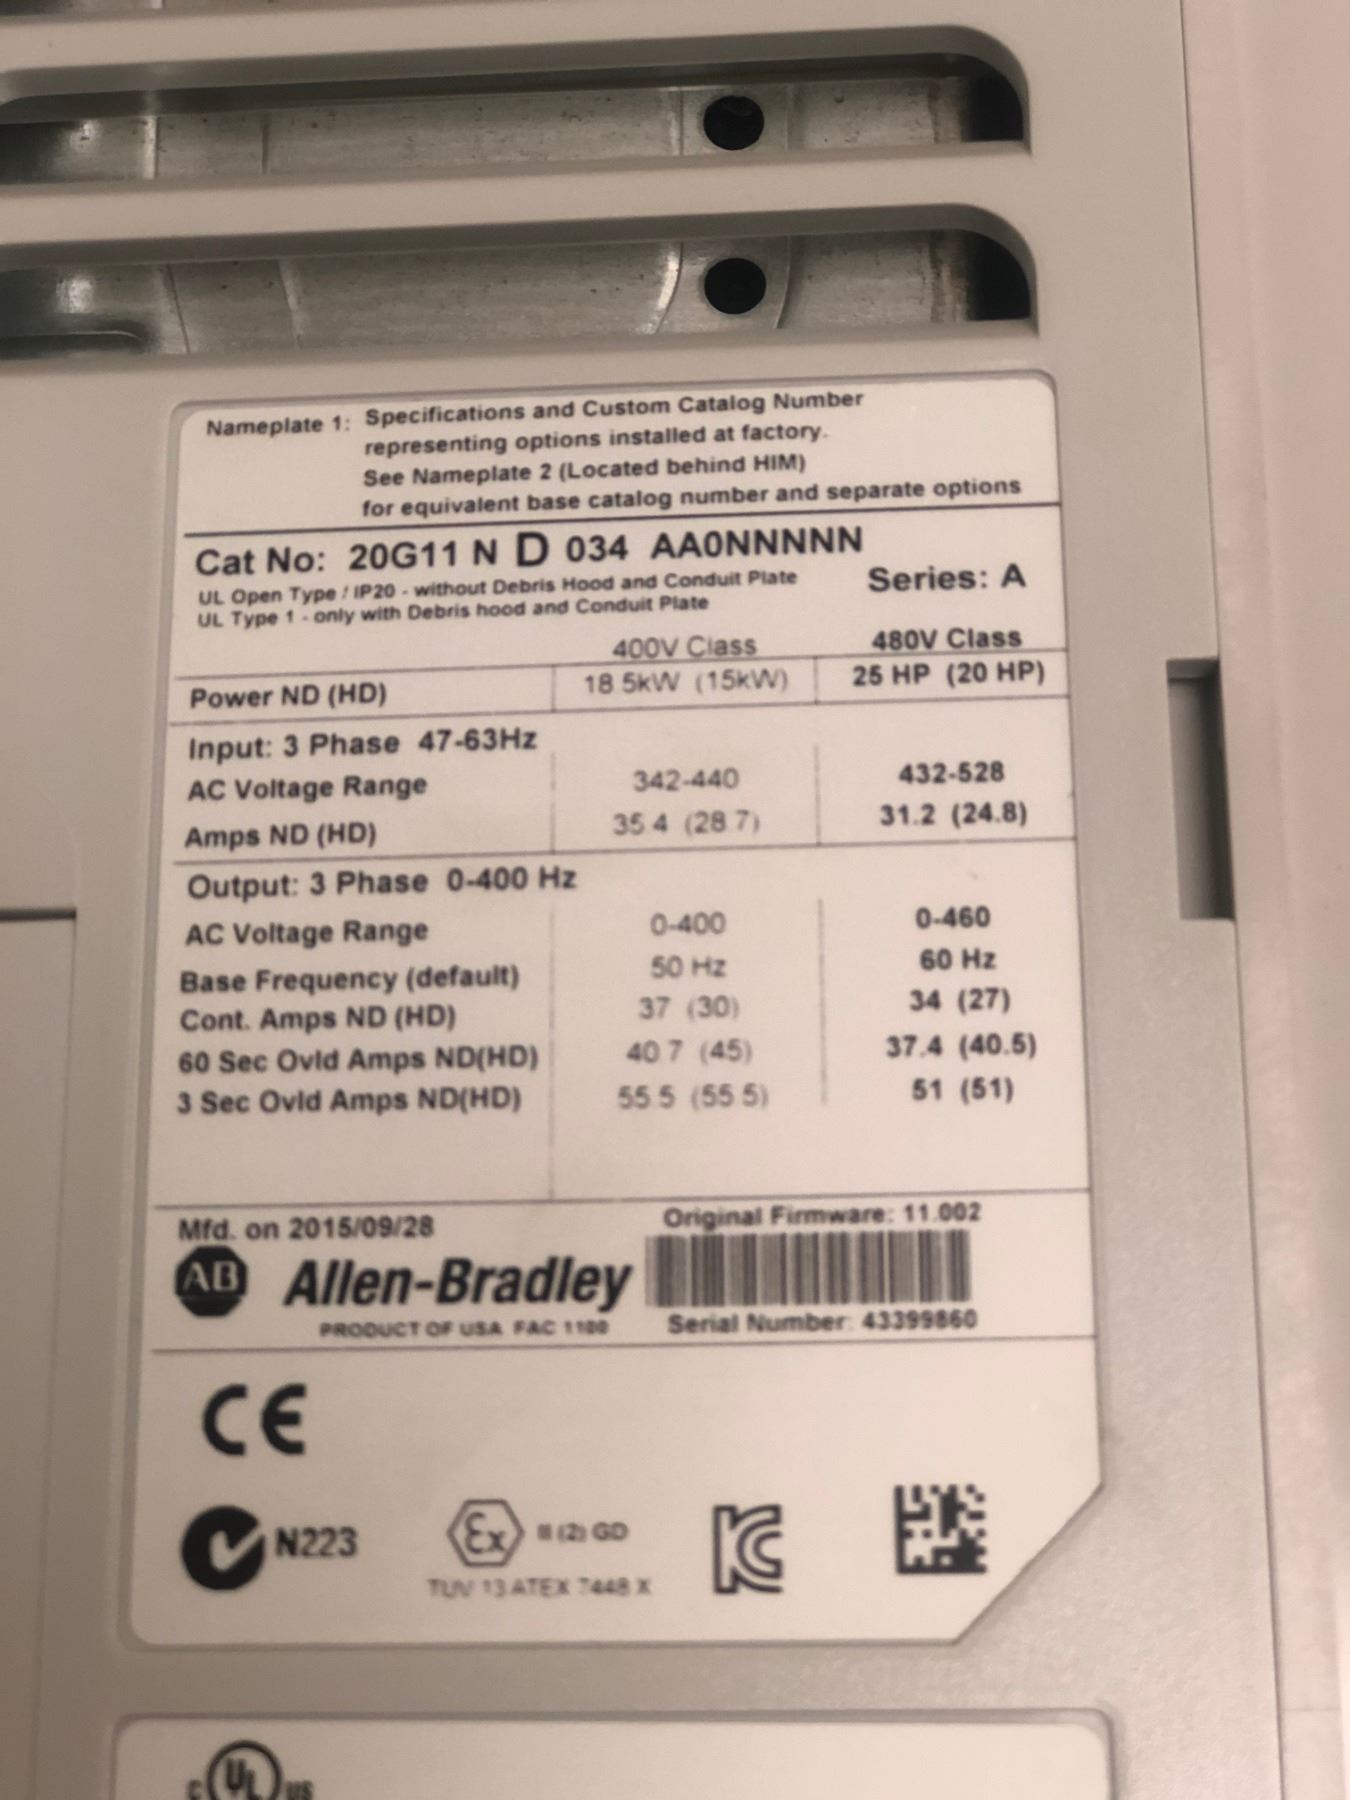 Nameplate 1: Specifications and Custom Catalog Number
representing options installed at factory.
See Nameplate 2 (Located behind HIM)
for equivalent base catalog number and separate options
Cat No: 20G11 N D 034 AA0NNNNN
UL Open Type / IP20 - without Debris Hood and Conduit Plate
Series: A
UL Type 1 - only with Debris hood and Conduit Plate
400V Class 480V Class
Power ND (HD) 18.5kW (15kW) 25 HP (20 HP)
Input: 3 Phase 47-63Hz
AC Voltage Range 342-440 432-528
Amps ND (HD) 35.4 (28.7) 31.2 (24.8)
Output: 3 Phase 0-400 Hz
AC Voltage Range 0-400 0-460
Base Frequency (default) 50 Hz 60 Hz
Cont. Amps ND (HD) 37 (30) 34 (27)
60 Sec Ovld Amps ND(HD) 40.7 (45) 37.4 (40.5)
3 Sec Ovld Amps ND(HD) 55.5 (55.5) 51 (51)
Mfd. on 2015/09/28 Original Firmware: 11.002
AB Allen-Bradley
PRODUCT OF USA FAC 1100 Serial Number: 43399860
CE
N223 Ex II (2) GD KC
TUV 13 ATEX 7448 X
C UL US